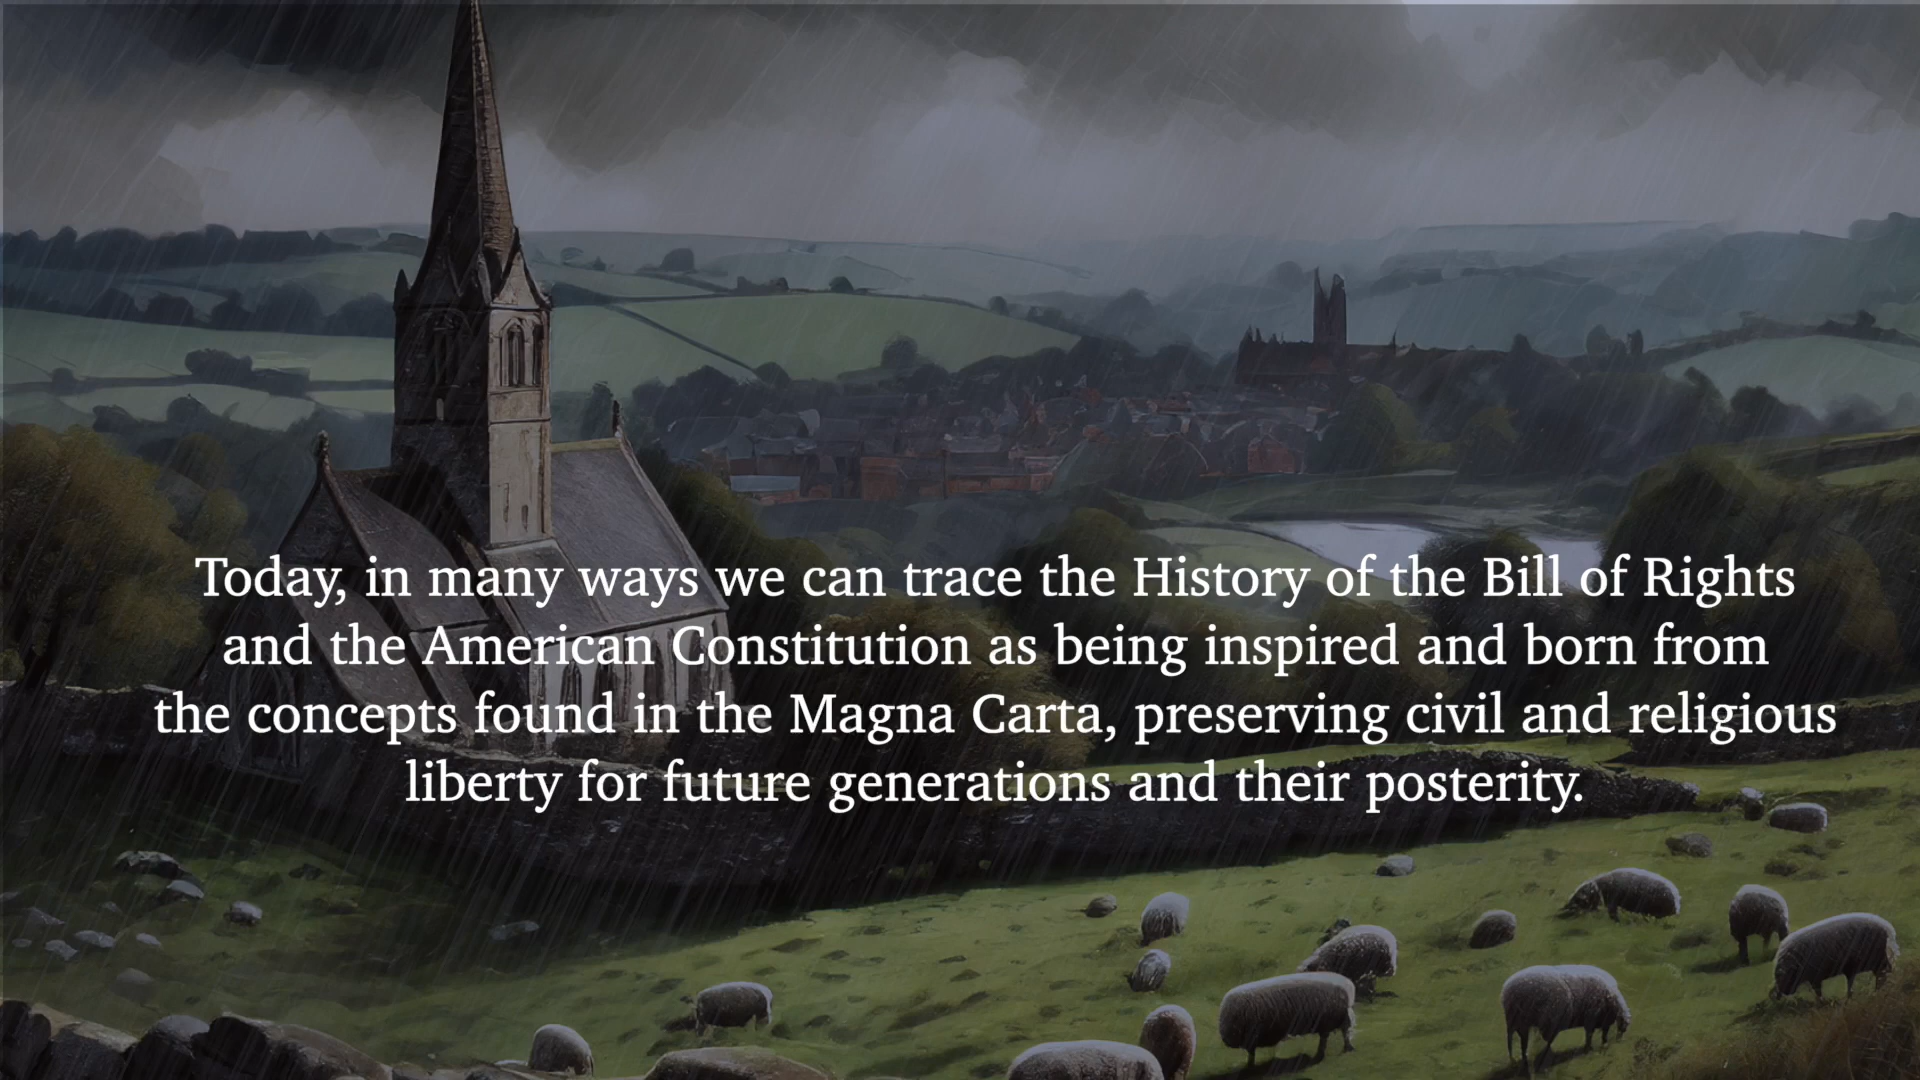 Today, in many ways we can trace the History of the Bill of Rights
and the American Constitution as being inspired and born from
the concepts found in the Magna Carta, preserving civil and religious
liberty for future generations and their posterity.